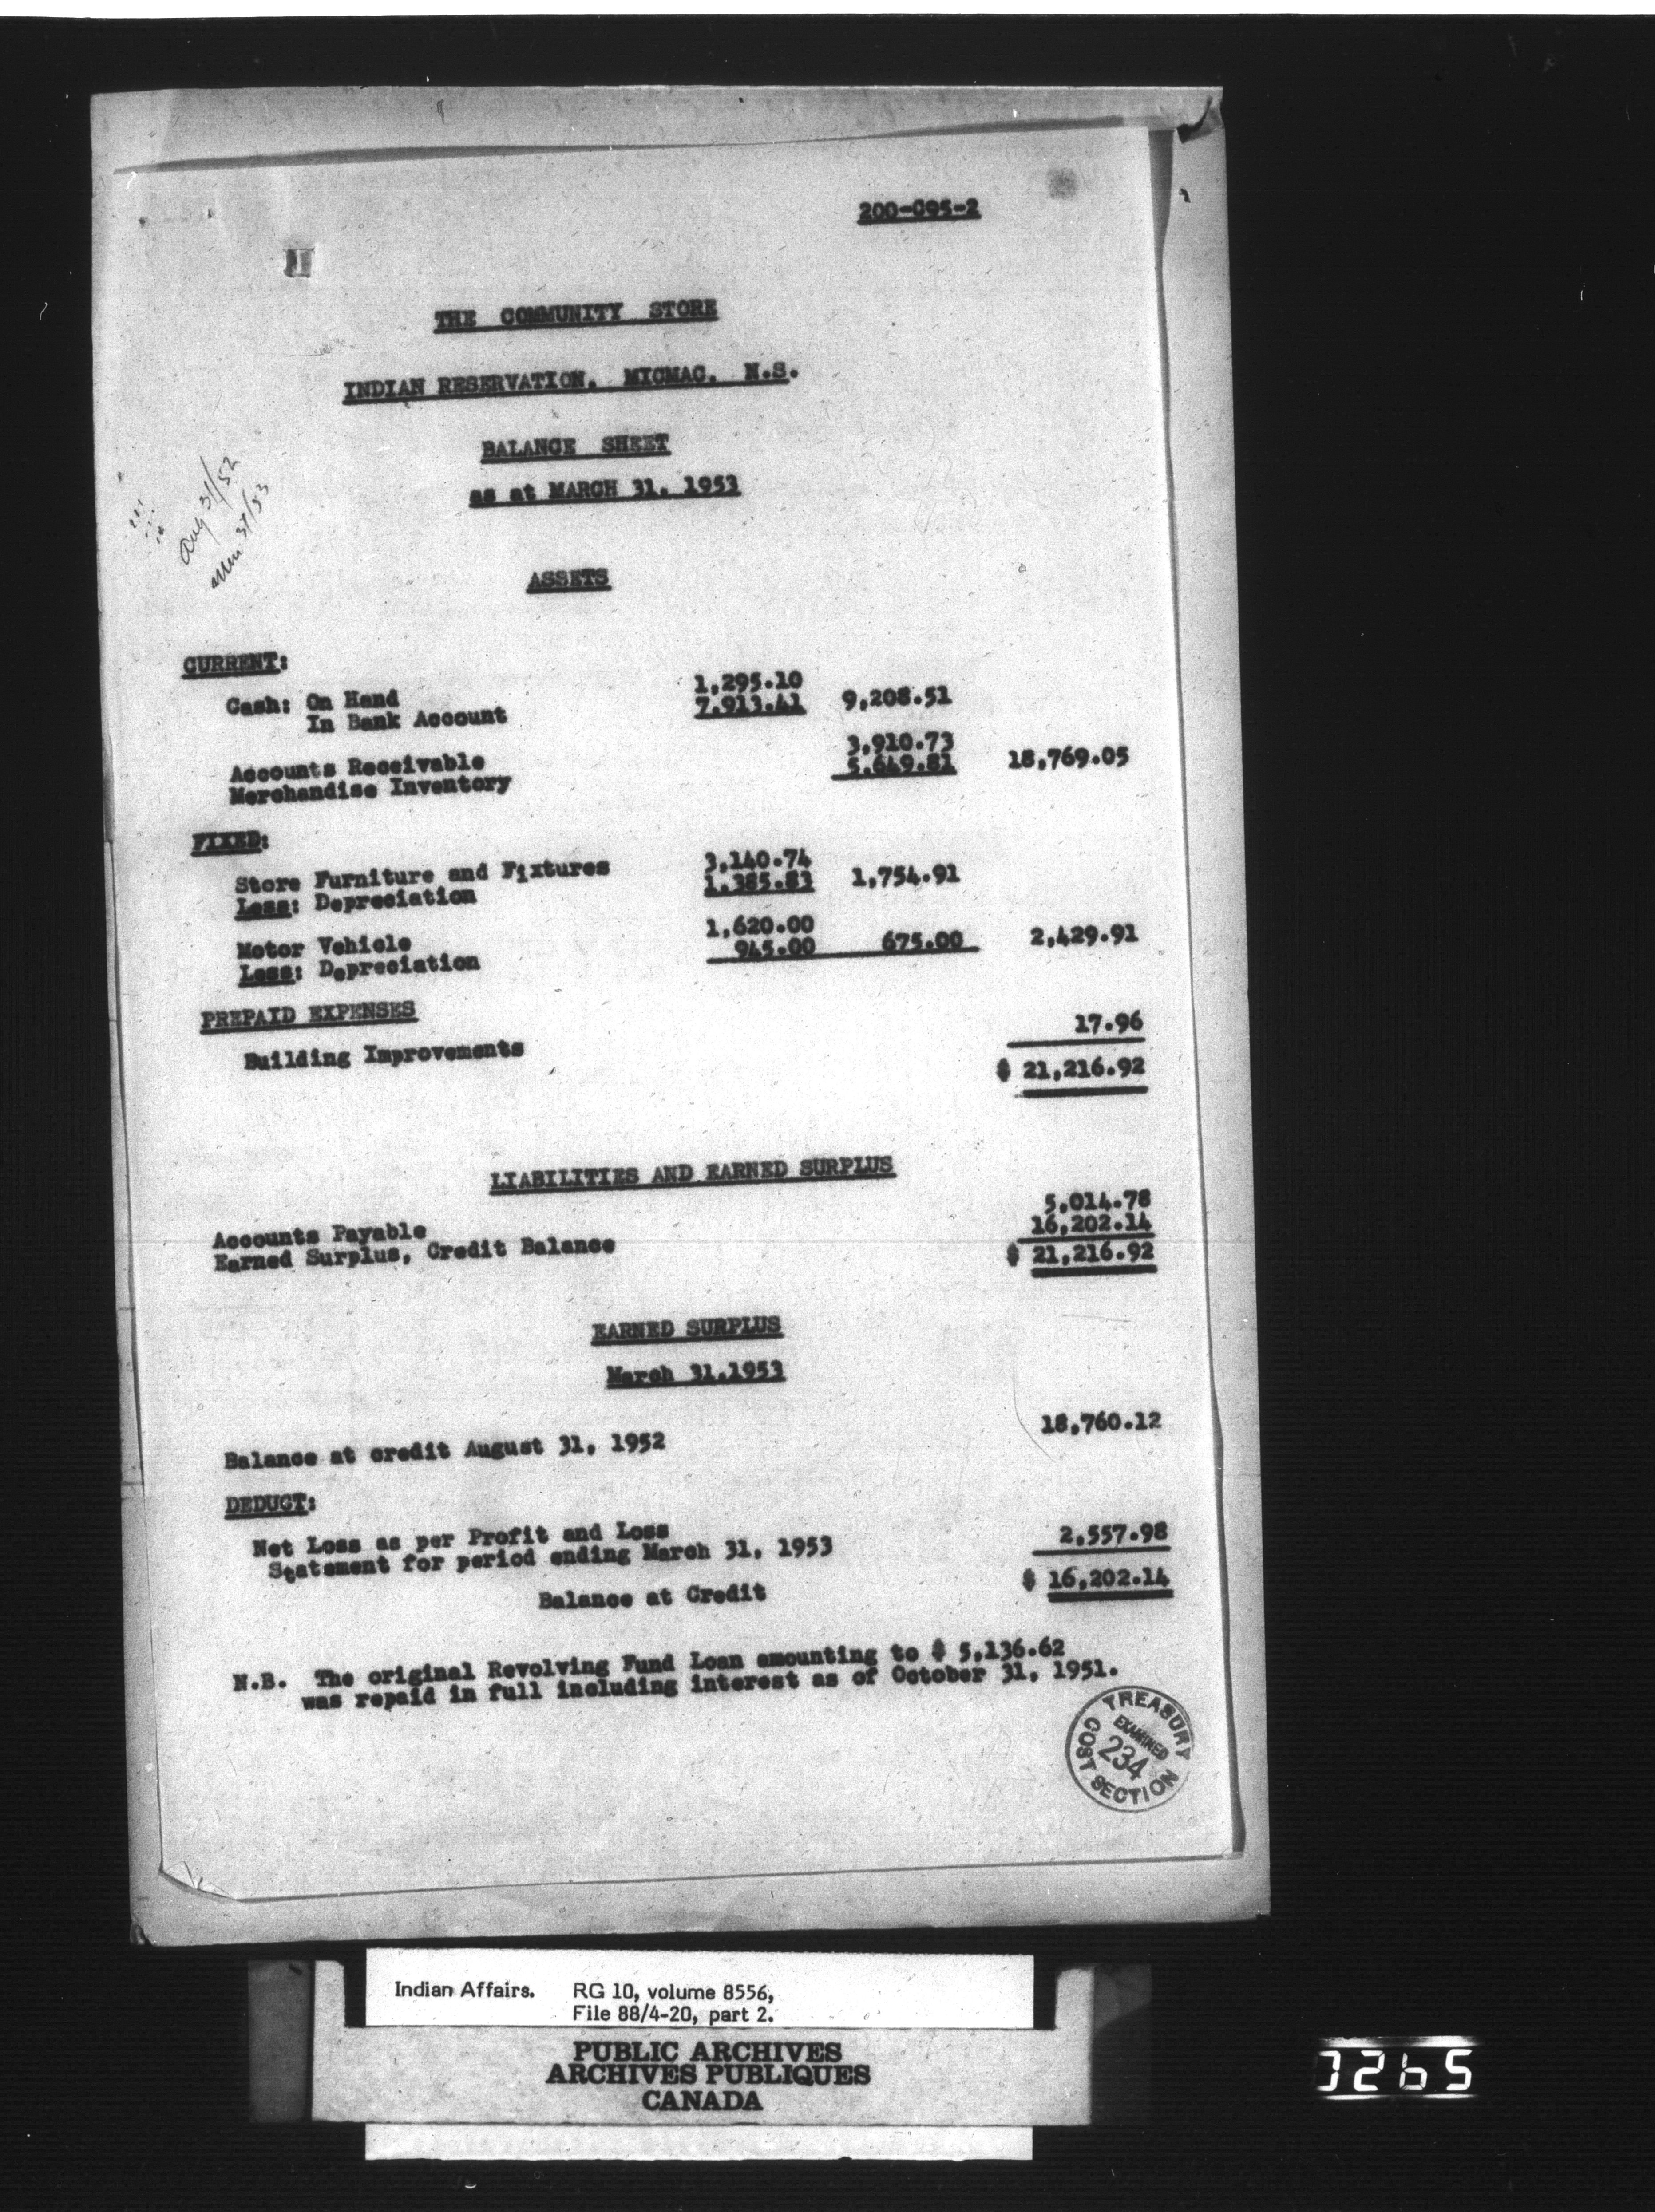 200-C95-2
THE COMMUNITY STORE
INDIAN RESERVATION, MICMAC, N.S.
BALANCE SHEET
as at MARCH 31, 1953
Aug 31/52
Mar 31/53
ASSETS
CURRENT:
Cash: On Hand 1,295.10
In Bank Account 7,913.41 9,208.51
Accounts Receivable 3,910.73
Merchandise Inventory 5,649.81 18,769.05
FIXED:
Store Furniture and Fixtures 3,140.74
Less: Depreciation 1,385.83 1,754.91
Motor Vehicle 1,620.00
Less: Depreciation 945.00 675.00 2,429.91
PREPAID EXPENSES
Building Improvements 17.96
$ 21,216.92
LIABILITIES AND EARNED SURPLUS
Accounts Payable 5,014.78
Earned Surplus, Credit Balance 16,202.14
$ 21,216.92
EARNED SURPLUS
March 31,1953
Balance at credit August 31, 1952 18,760.12
DEDUCT:
Net Loss as per Profit and Loss
Statement for period ending March 31, 1953 2,557.98
Balance at Credit $ 16,202.14
N.B. The original Revolving Fund Loan amounting to $ 5,136.62
was repaid in full including interest as of October 31, 1951.
TREASURY
EXAMINED
234
COST SECTION
Indian Affairs. RG 10, volume 8556,
File 88/4-20, part 2.
PUBLIC ARCHIVES
ARCHIVES PUBLIQUES
CANADA
0265